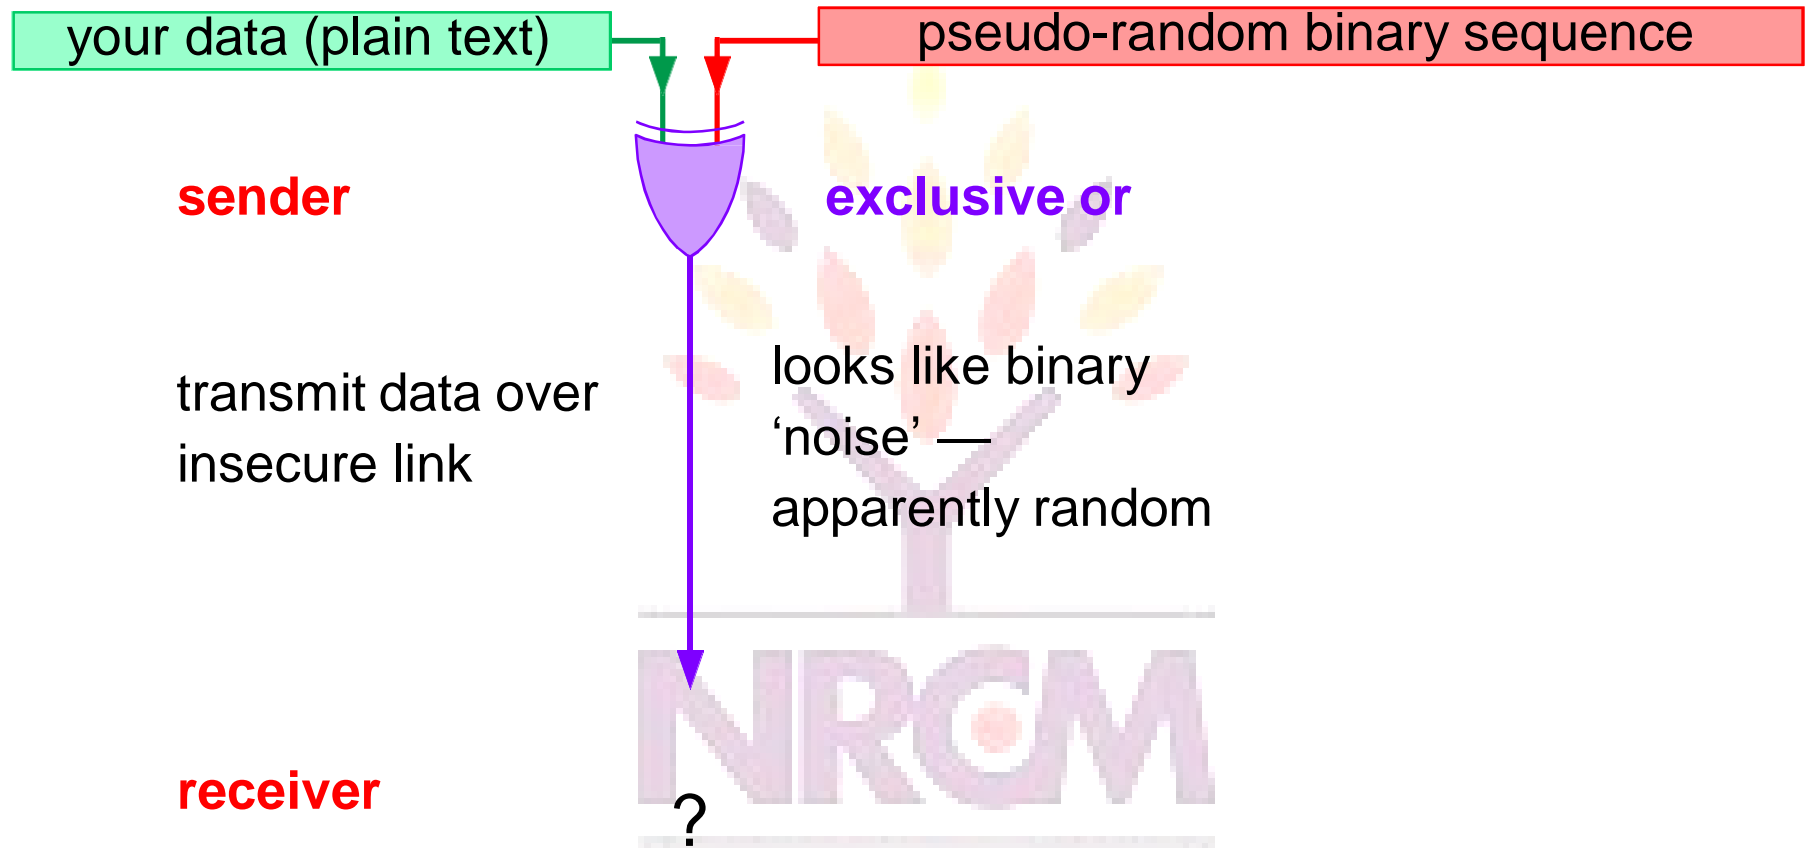 your data (plain text)
pseudo-random binary sequence
sender
exclusive or
transmit data over
insecure link
looks like binary
‘noise’ —
apparently random
NRCM
receiver
?